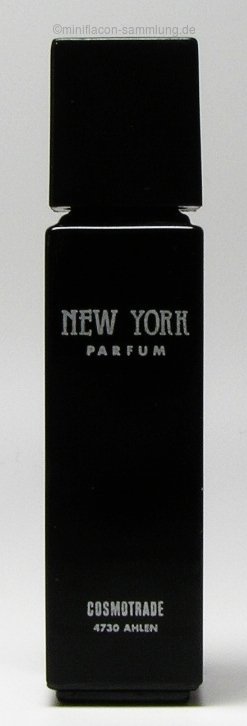 ©miniflacon-sammlung.de
NEW YORK
PARFUM
COSMOTRADE
4730 AHLEN